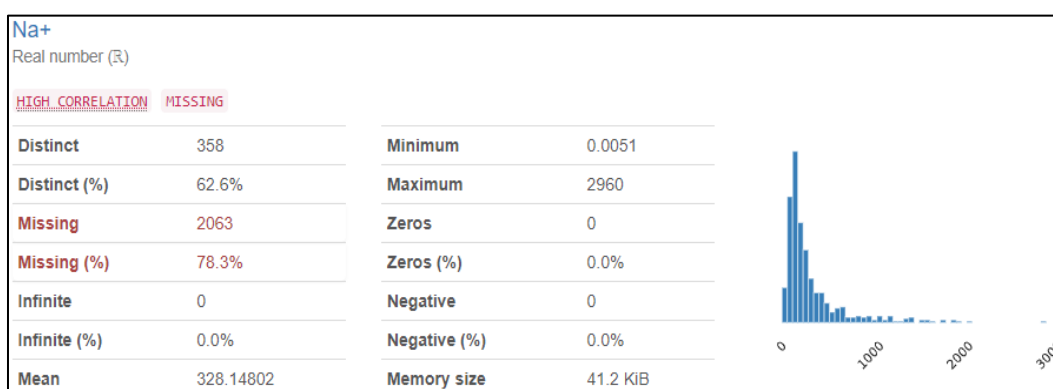 Na+
Real number (ℝ)
HIGH CORRELATION MISSING
Distinct 358 Minimum 0.0051
Distinct (%) 62.6% Maximum 2960
Missing 2063 Zeros 0
Missing (%) 78.3% Zeros (%) 0.0%
Infinite 0 Negative 0
Infinite (%) 0.0% Negative (%) 0.0%
Mean 328.14802 Memory size 41.2 KiB
0 1000 2000